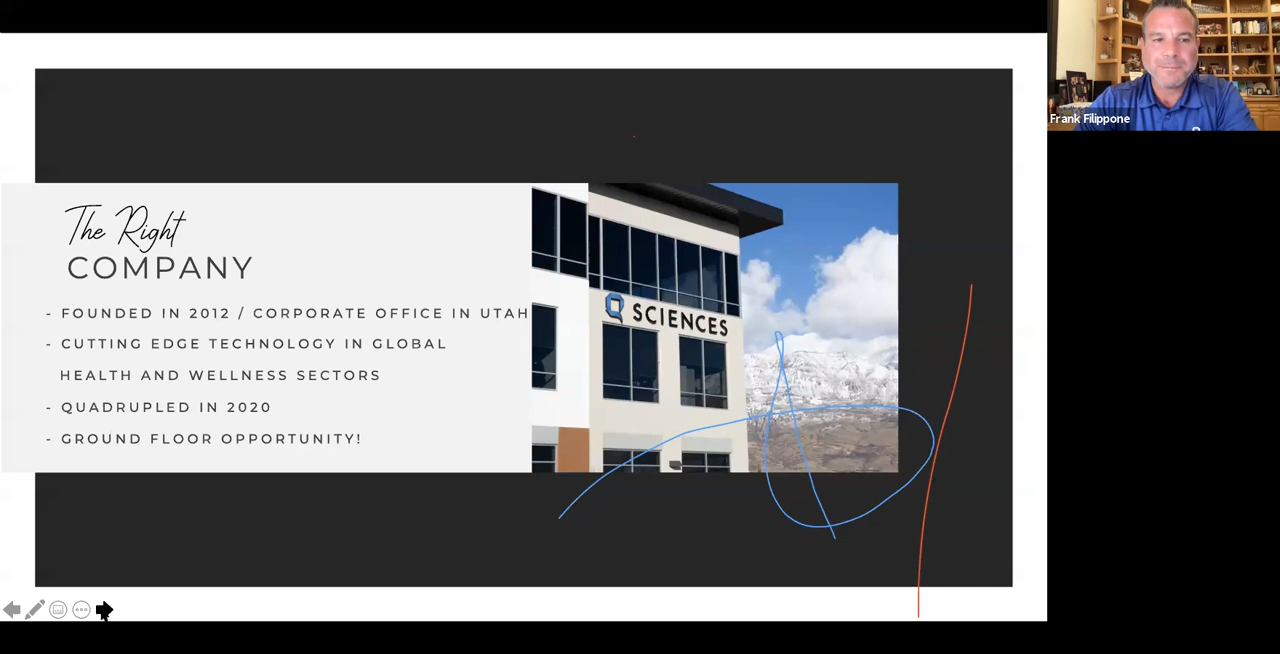 The Right
COMPANY
- FOUNDED IN 2012 / CORPORATE OFFICE IN UTAH
- CUTTING EDGE TECHNOLOGY IN GLOBAL
HEALTH AND WELLNESS SECTORS
- QUADRUPLED IN 2020
- GROUND FLOOR OPPORTUNITY!
Q SCIENCES
Frank Filippone